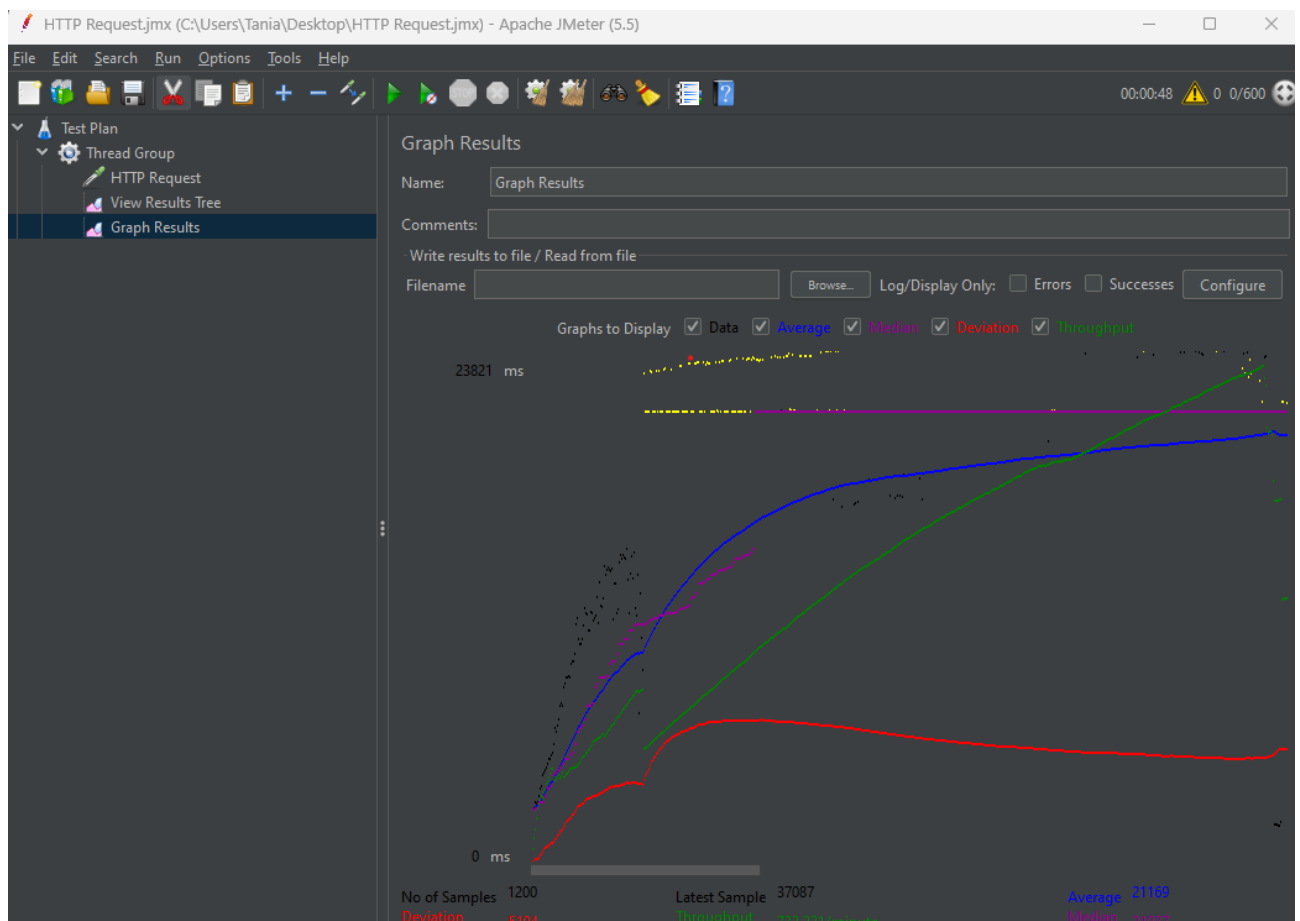 HTTP Request.jmx (C:\Users\Tania\Desktop\HTTP Request.jmx) - Apache JMeter (5.5)
File Edit Search Run Options Tools Help
00:00:48 0 0/600
Test Plan
Thread Group
HTTP Request
View Results Tree
Graph Results
Graph Results
Name: Graph Results
Comments:
Write results to file / Read from file
Filename Browse... Log/Display Only: Errors Successes Configure
Graphs to Display Data Average Median Deviation Throughput
23821 ms
0 ms
No of Samples 1200 Latest Sample 37087 Average 21169
Deviation Throughput Median